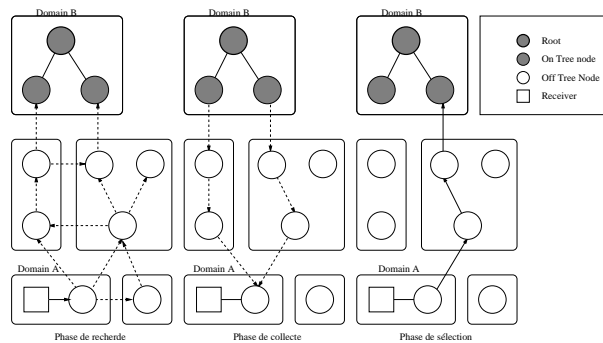 Domain B
Domain B
Domain B
Root
On Tree node
Off Tree Node
Receiver
Domain A
Domain A
Domain A
Phase de recherde
Phase de collecte
Phase de sélection